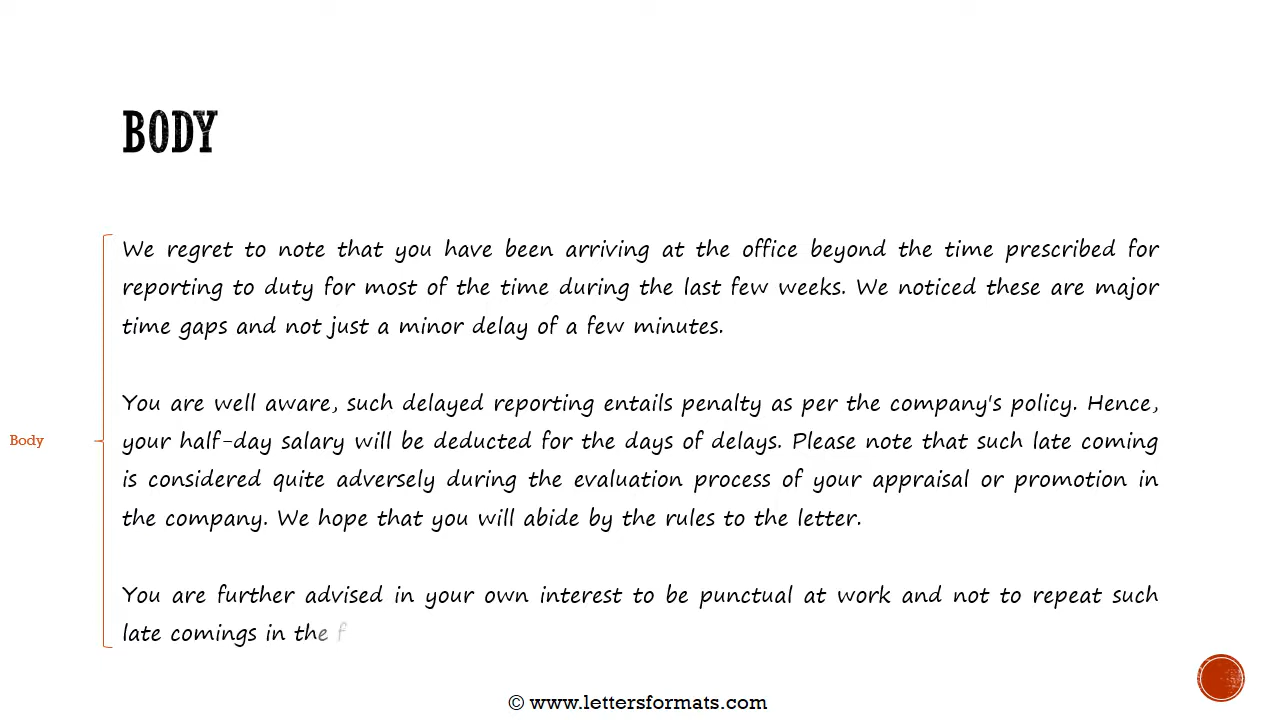 BODY
We regret to note that you have been arriving at the office beyond the time prescribed for
reporting to duty for most of the time during the last few weeks. We noticed these are major
time gaps and not just a minor delay of a few minutes.
You are well aware, such delayed reporting entails penalty as per the company's policy. Hence,
Body
your half-day salary will be deducted for the days of delays. Please note that such late coming
is considered quite adversely during the evaluation process of your appraisal or promotion in
the company. We hope that you will abide by the rules to the letter.
You are further advised in your own interest to be punctual at work and not to repeat such
late comings in the f
© www.lettersformats.com